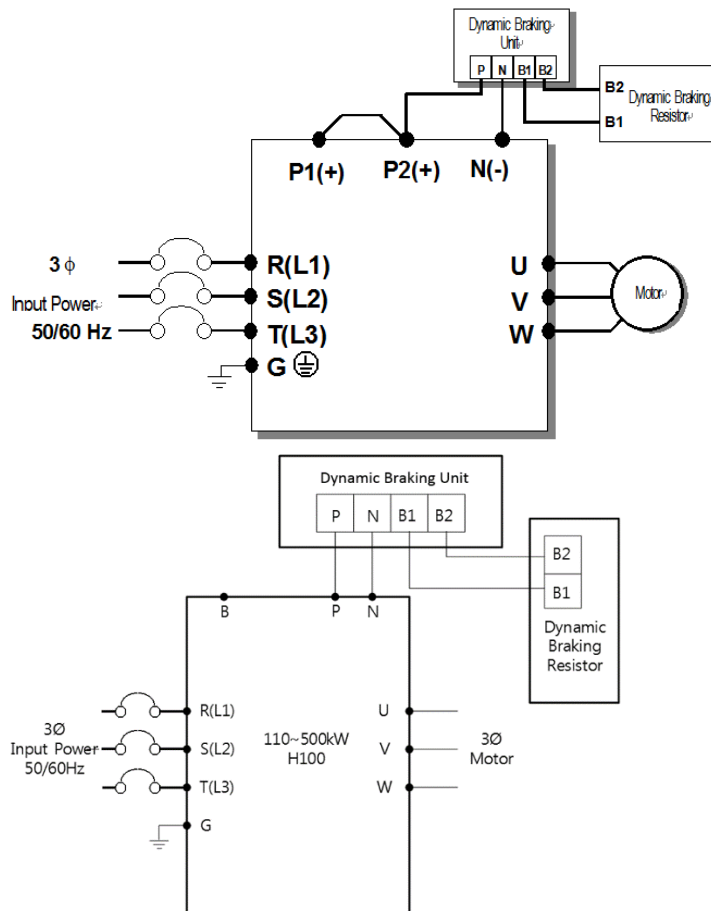 Dynamic Braking
Unit
P N B1 B2
B2
B1
Dynamic Braking
Resistor
P1(+) P2(+) N(-)
3 ϕ
Input Power
50/60 Hz
R(L1)
S(L2)
T(L3)
G
U
V
W
Motor
Dynamic Braking Unit
P N B1 B2
B2
B1
Dynamic
Braking
Resistor
B P N
3Ø
Input Power
50/60Hz
R(L1)
S(L2)
T(L3)
G
110~500kW
H100
U
V
W
3Ø
Motor